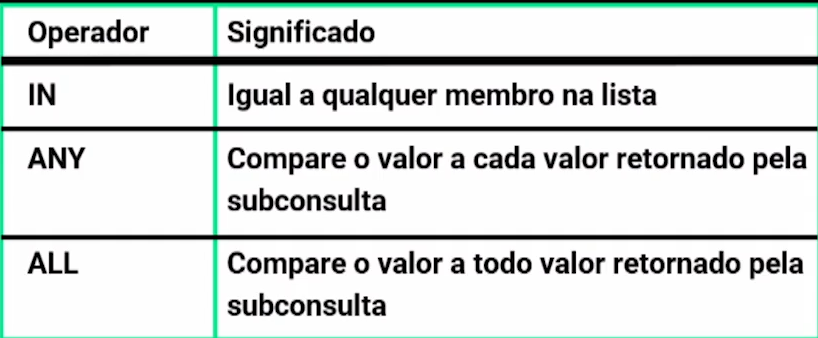 Operador Significado
IN Igual a qualquer membro na lista
ANY Compare o valor a cada valor retornado pela
subconsulta
ALL Compare o valor a todo valor retornado pela
subconsulta